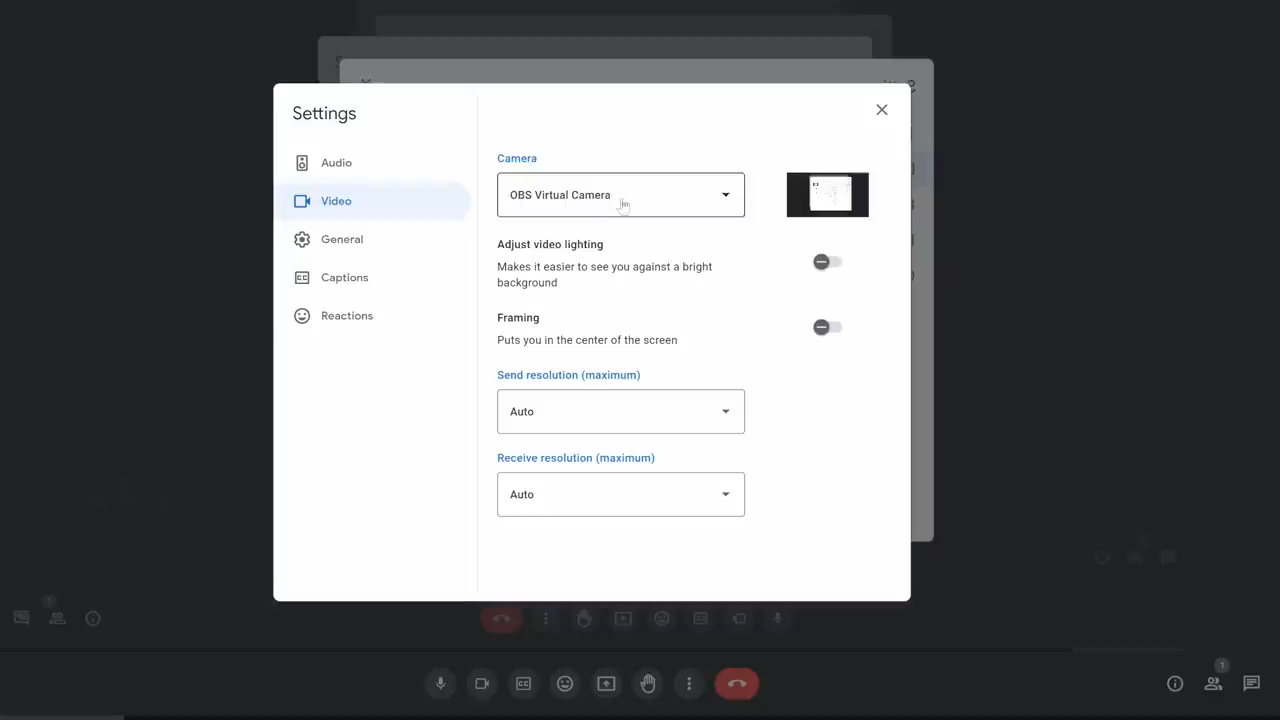 Settings
Audio
Video
General
Captions
Reactions
Camera
OBS Virtual Camera
Adjust video lighting
Makes it easier to see you against a bright
background
Framing
Puts you in the center of the screen
Send resolution (maximum)
Auto
Receive resolution (maximum)
Auto
1
1